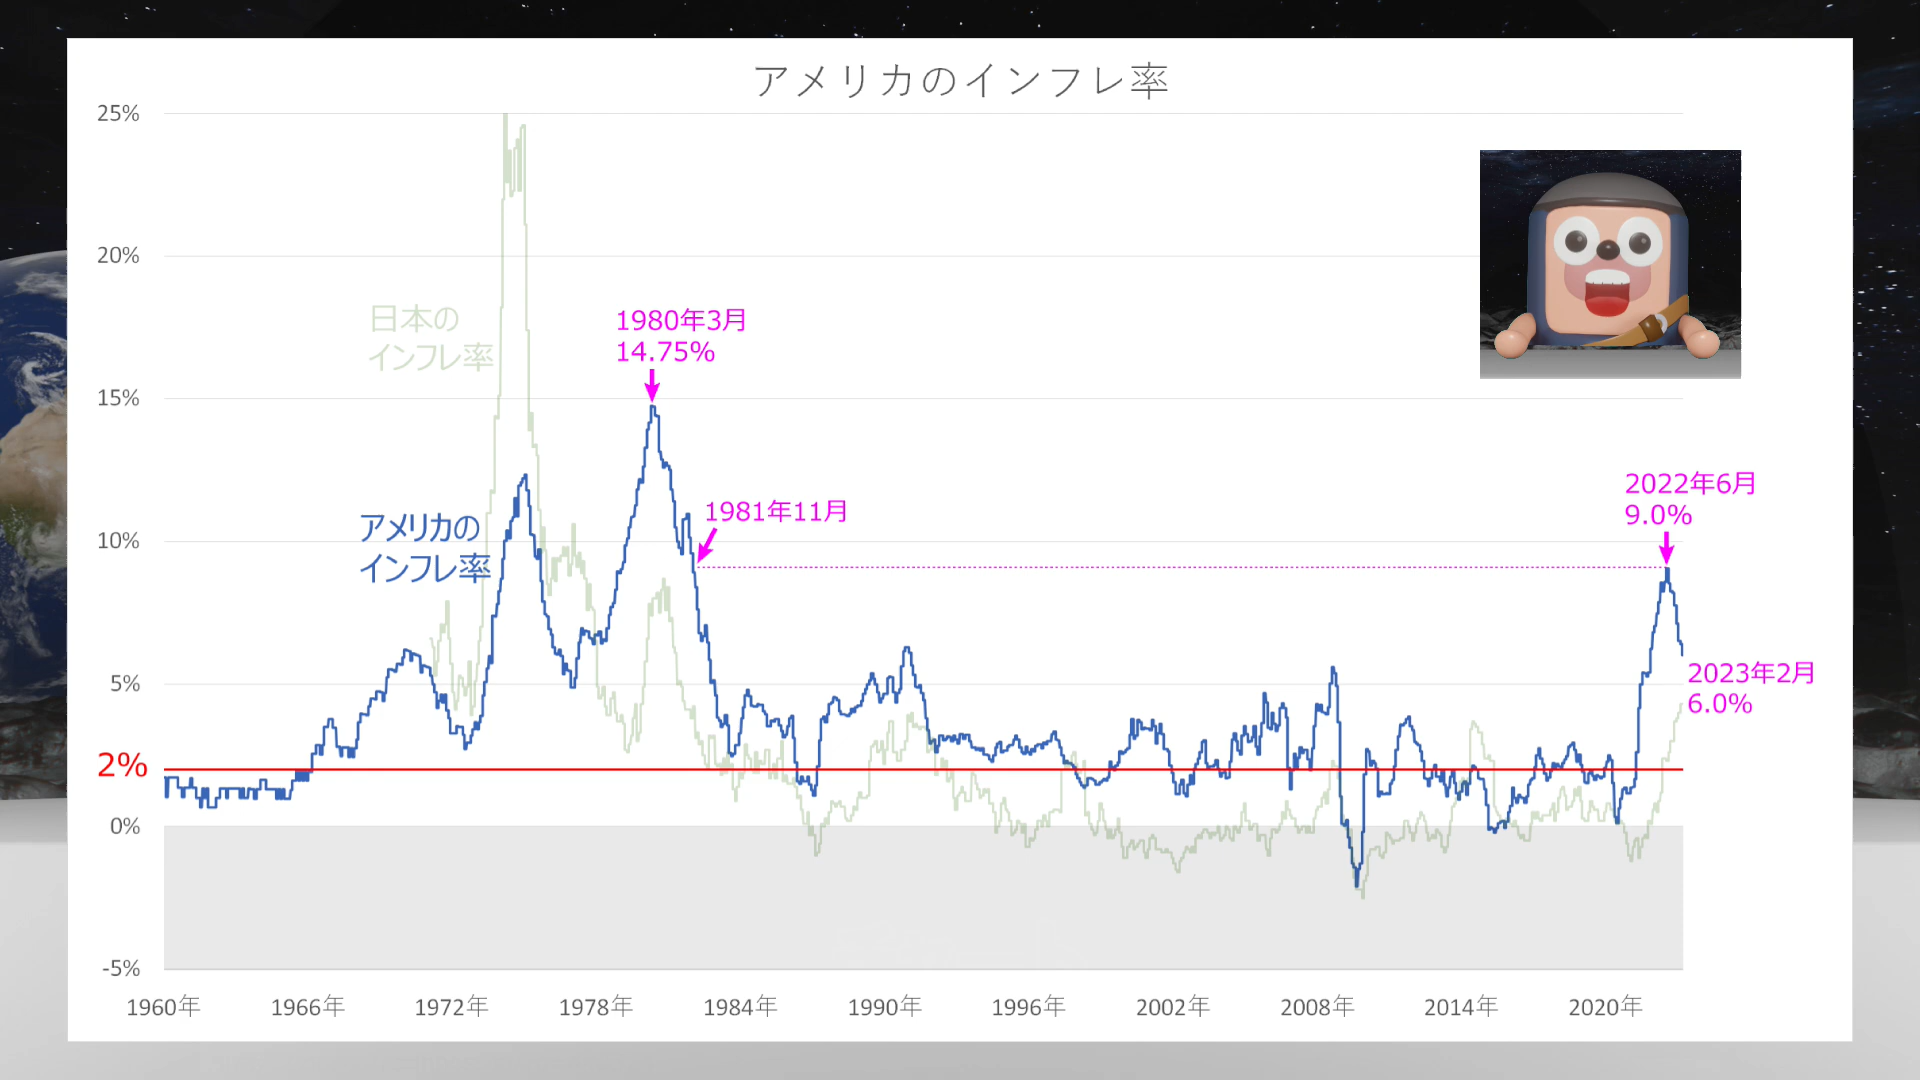 アメリカのインフレ率
25%
20%
15%
10%
5%
2%
0%
-5%
日本の
インフレ率
アメリカの
インフレ率
1980年3月
14.75%
1981年11月
2022年6月
9.0%
2023年2月
6.0%
1960年 1966年 1972年 1978年 1984年 1990年 1996年 2002年 2008年 2014年 2020年